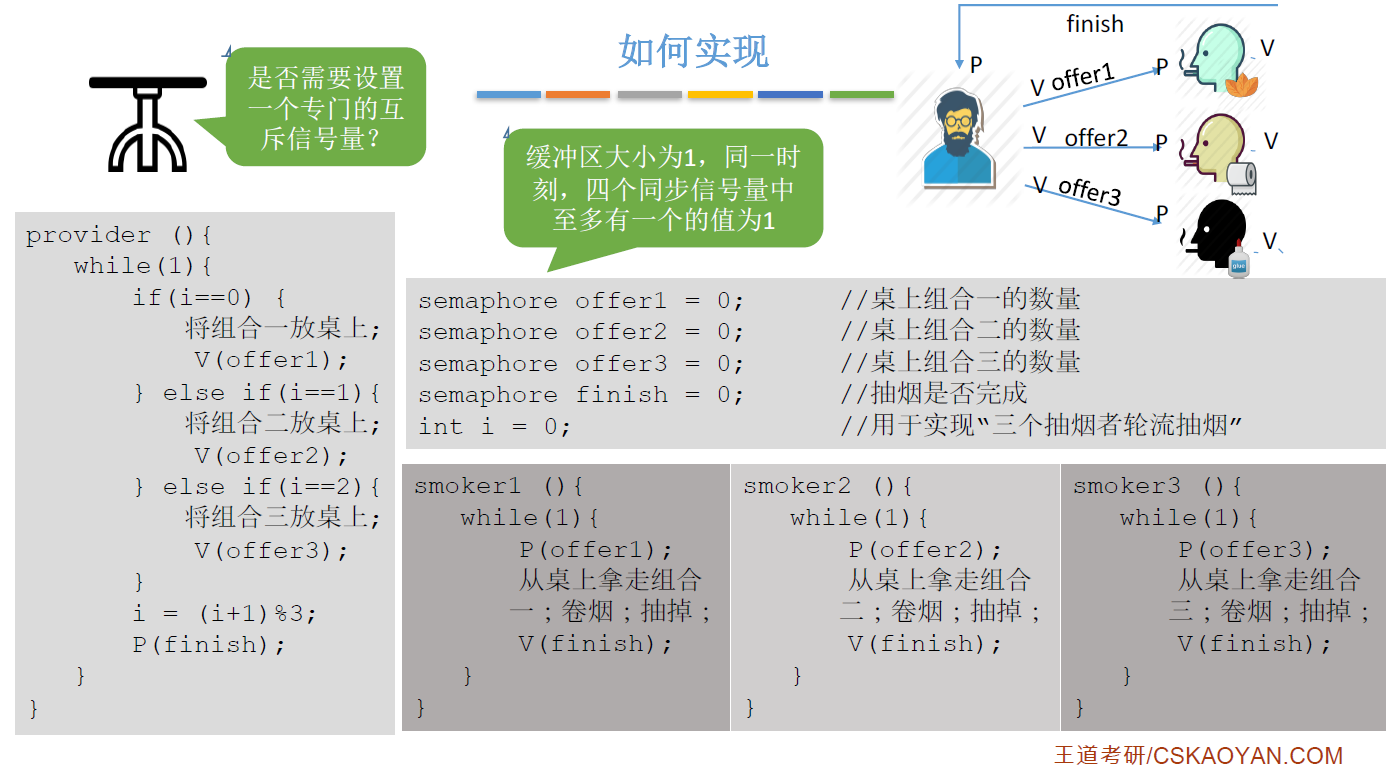 如何实现
是否需要设置
一个专门的互
斥信号量？
缓冲区大小为1，同一时
刻，四个同步信号量中
至多有一个的值为1
finish
P
V offer1 P V
V offer2 P V
V offer3 P V
glue
provider (){
while(1){
if(i==0) {
将组合一放桌上;
V(offer1);
} else if(i==1){
将组合二放桌上;
V(offer2);
} else if(i==2){
将组合三放桌上;
V(offer3);
}
i = (i+1)%3;
P(finish);
}
}
semaphore offer1 = 0; //桌上组合一的数量
semaphore offer2 = 0; //桌上组合二的数量
semaphore offer3 = 0; //桌上组合三的数量
semaphore finish = 0; //抽烟是否完成
int i = 0; //用于实现“三个抽烟者轮流抽烟”
smoker1 (){
while(1){
P(offer1);
从桌上拿走组合
一；卷烟；抽掉；
V(finish);
}
}
smoker2 (){
while(1){
P(offer2);
从桌上拿走组合
二；卷烟；抽掉；
V(finish);
}
}
smoker3 (){
while(1){
P(offer3);
从桌上拿走组合
三；卷烟；抽掉；
V(finish);
}
}
王道考研/CSKAOYAN.COM